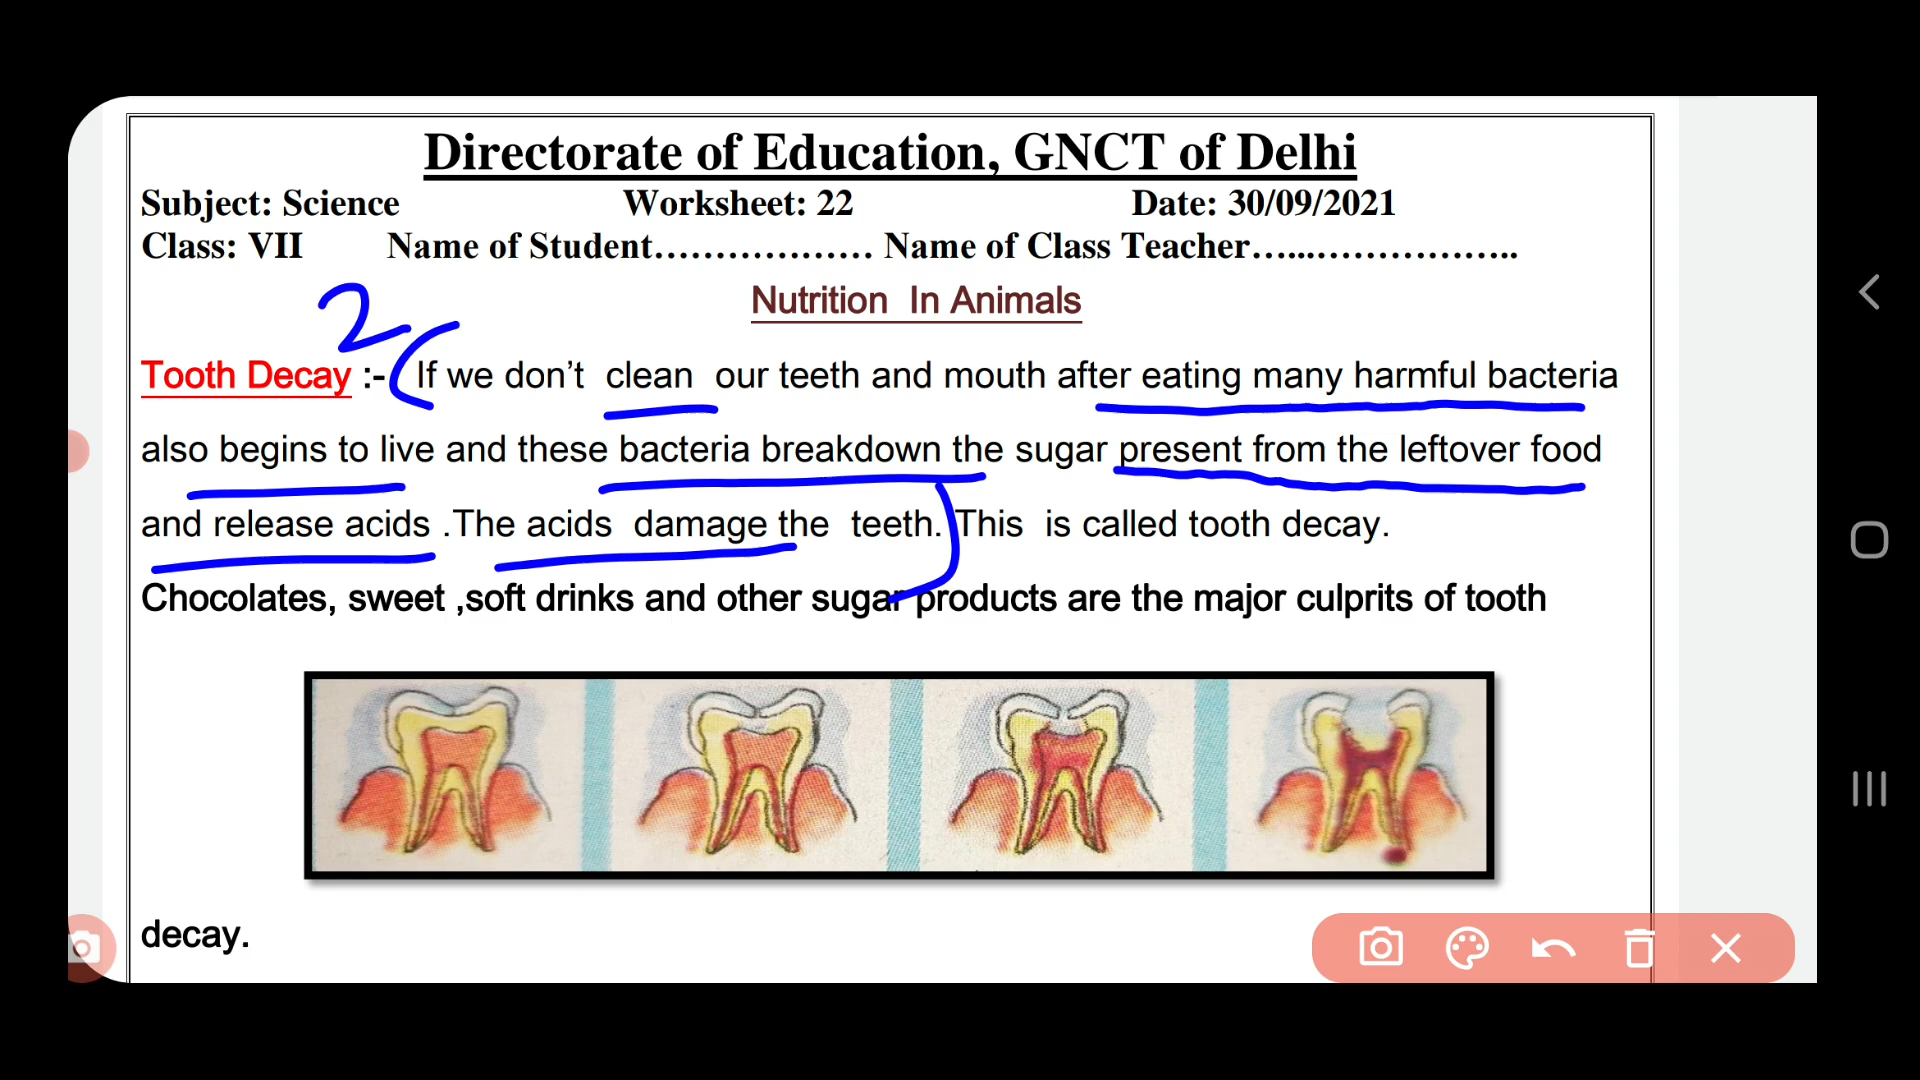 Directorate of Education, GNCT of Delhi
Subject: Science Worksheet: 22 Date: 30/09/2021
Class: VII Name of Student.................. Name of Class Teacher.......................
Nutrition In Animals
2
Tooth Decay :- ( If we don't clean our teeth and mouth after eating many harmful bacteria
also begins to live and these bacteria breakdown the sugar present from the leftover food
and release acids .The acids damage the teeth. ) This is called tooth decay.
Chocolates, sweet ,soft drinks and other sugar products are the major culprits of tooth
decay.